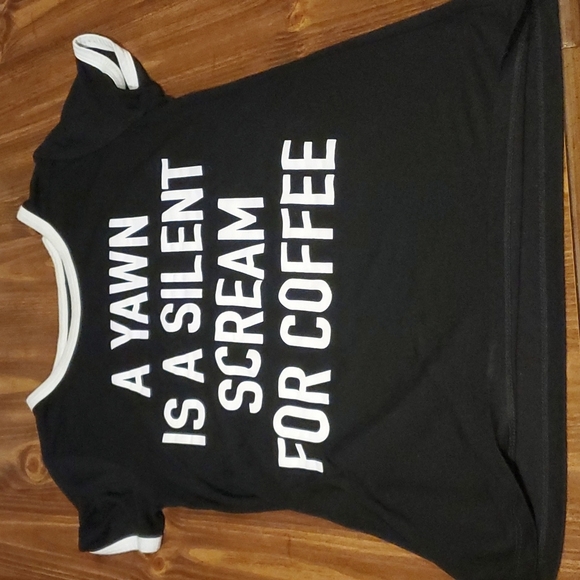 A YAWN
IS A SILENT
SCREAM
FOR COFFEE